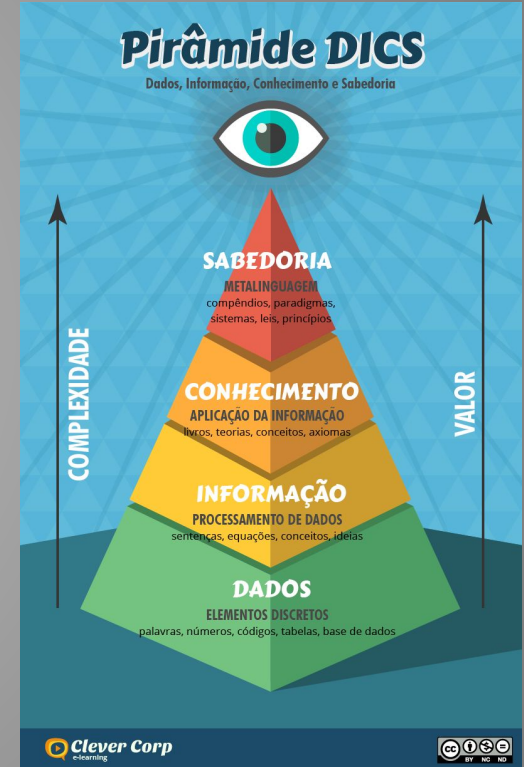 Pirâmide DICS
Dados, Informação, Conhecimento e Sabedoria
SABEDORIA
METALINGUAGEM
compêndios, paradigmas,
sistemas, leis, princípios
COMPLEXIDADE
VALOR
CONHECIMENTO
APLICAÇÃO DA INFORMAÇÃO
livros, teorias, conceitos, axiomas
INFORMAÇÃO
PROCESSAMENTO DE DADOS
sentenças, equações, conceitos, ideias
DADOS
ELEMENTOS DISCRETOS
palavras, números, códigos, tabelas, base de dados
Clever Corp
e-learning
cc
BY NC ND